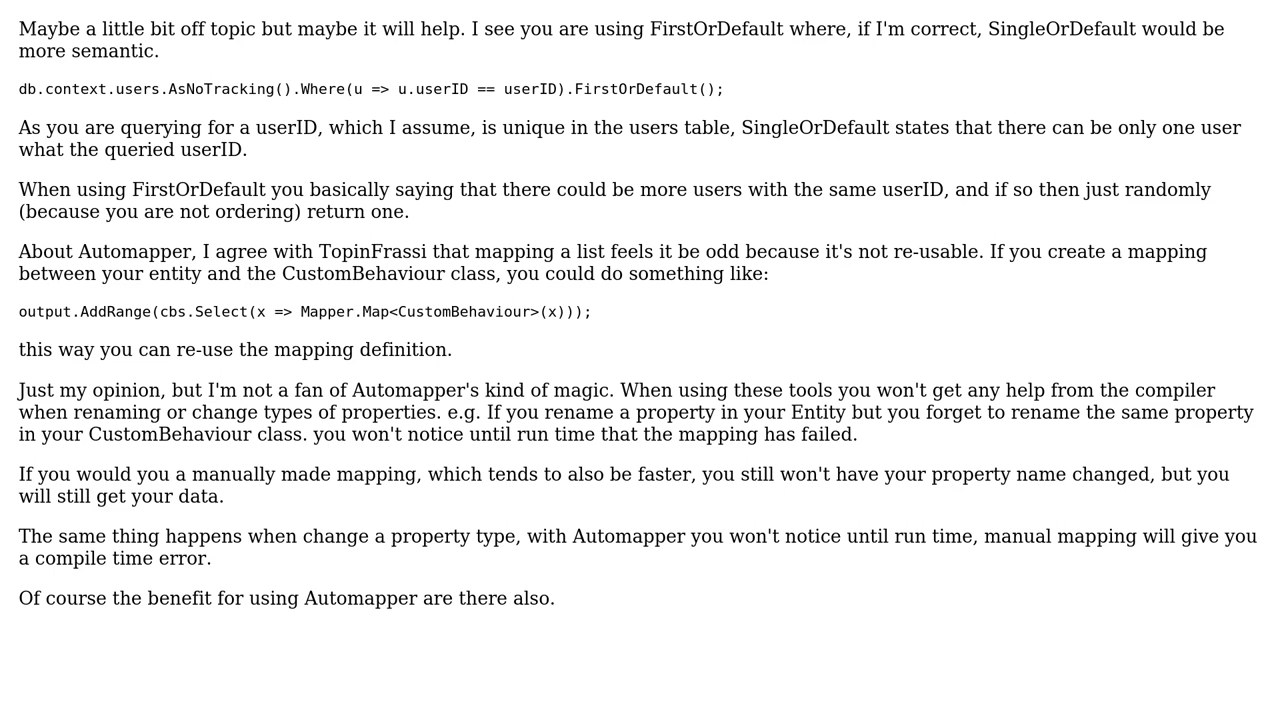 Maybe a little bit off topic but maybe it will help. I see you are using FirstOrDefault where, if I'm correct, SingleOrDefault would be
more semantic.
db.context.users.AsNoTracking().Where(u => u.userID == userID).FirstOrDefault();
As you are querying for a userID, which I assume, is unique in the users table, SingleOrDefault states that there can be only one user
what the queried userID.
When using FirstOrDefault you basically saying that there could be more users with the same userID, and if so then just randomly
(because you are not ordering) return one.
About Automapper, I agree with TopinFrassi that mapping a list feels it be odd because it's not re-usable. If you create a mapping
between your entity and the CustomBehaviour class, you could do something like:
output.AddRange(cbs.Select(x => Mapper.Map<CustomBehaviour>(x)));
this way you can re-use the mapping definition.
Just my opinion, but I'm not a fan of Automapper's kind of magic. When using these tools you won't get any help from the compiler
when renaming or change types of properties. e.g. If you rename a property in your Entity but you forget to rename the same property
in your CustomBehaviour class. you won't notice until run time that the mapping has failed.
If you would you a manually made mapping, which tends to also be faster, you still won't have your property name changed, but you
will still get your data.
The same thing happens when change a property type, with Automapper you won't notice until run time, manual mapping will give you
a compile time error.
Of course the benefit for using Automapper are there also.